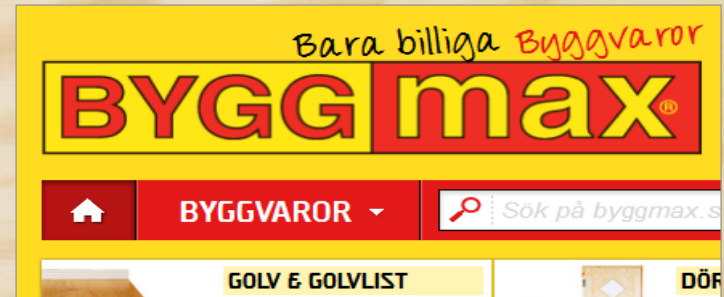 Bara billiga Byggvaror
BYGGmax®
BYGGVAROR
Sök på byggmax.s
GOLV & GOLVLIST
DÖR